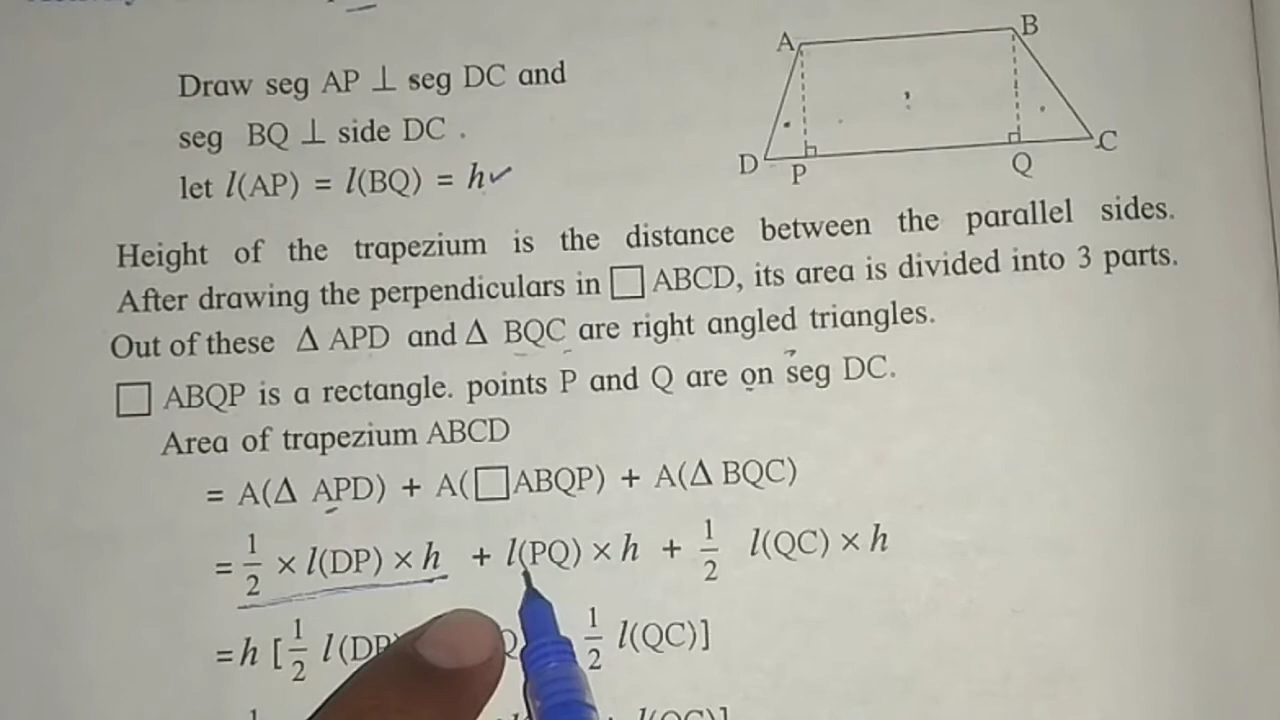 Draw seg AP ⊥ seg DC and
seg BQ ⊥ side DC .
let l(AP) = l(BQ) = h
A
B
D
P
Q
C
Height of the trapezium is the distance between the parallel sides.
After drawing the perpendiculars in □ ABCD, its area is divided into 3 parts.
Out of these Δ APD and Δ BQC are right angled triangles.
□ ABQP is a rectangle. points P and Q are on seg DC.
Area of trapezium ABCD
= A(Δ APD) + A(□ABQP) + A(Δ BQC)
= 1/2 × l(DP) × h + l(PQ) × h + 1/2 l(QC) × h
= h [1/2 l(DP) 1/2 l(QC)]
l(QC)]